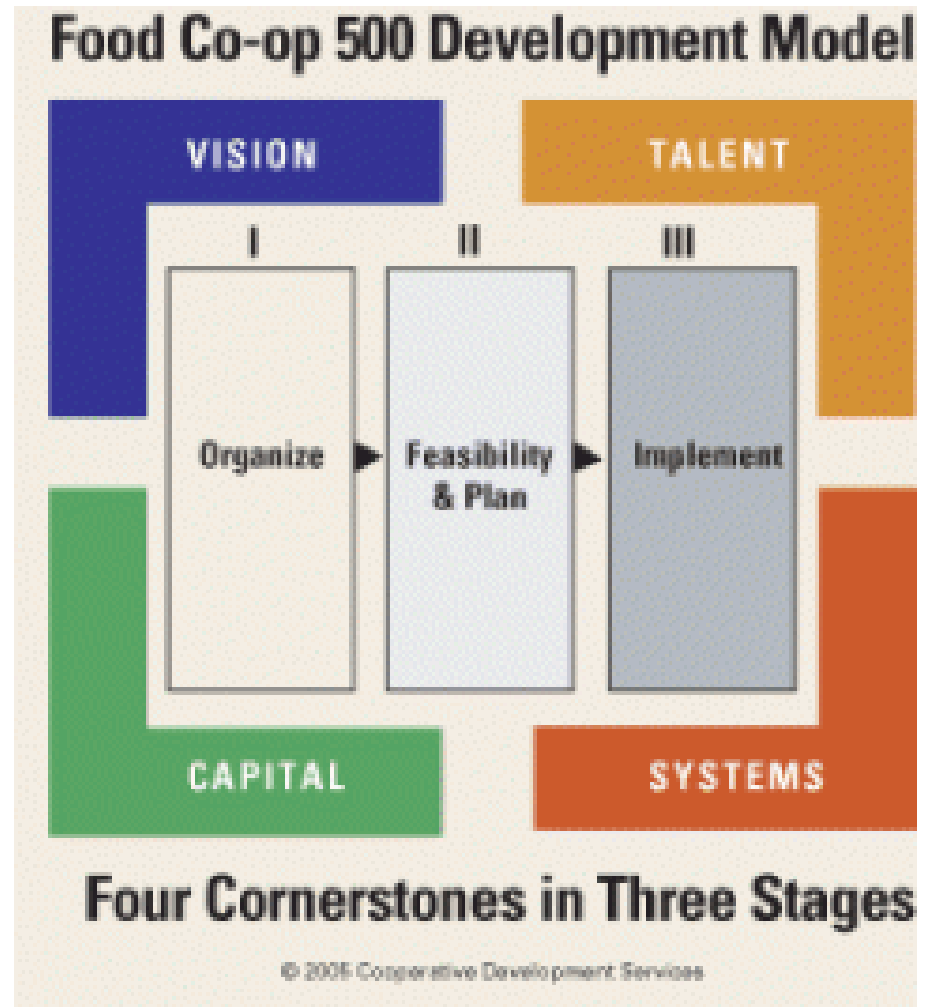 Food Co-op 500 Development Model
VISION
TALENT
I
II
III
Organize
Feasibility
& Plan
Implement
CAPITAL
SYSTEMS
Four Cornerstones in Three Stages
© Cooperative Development Services